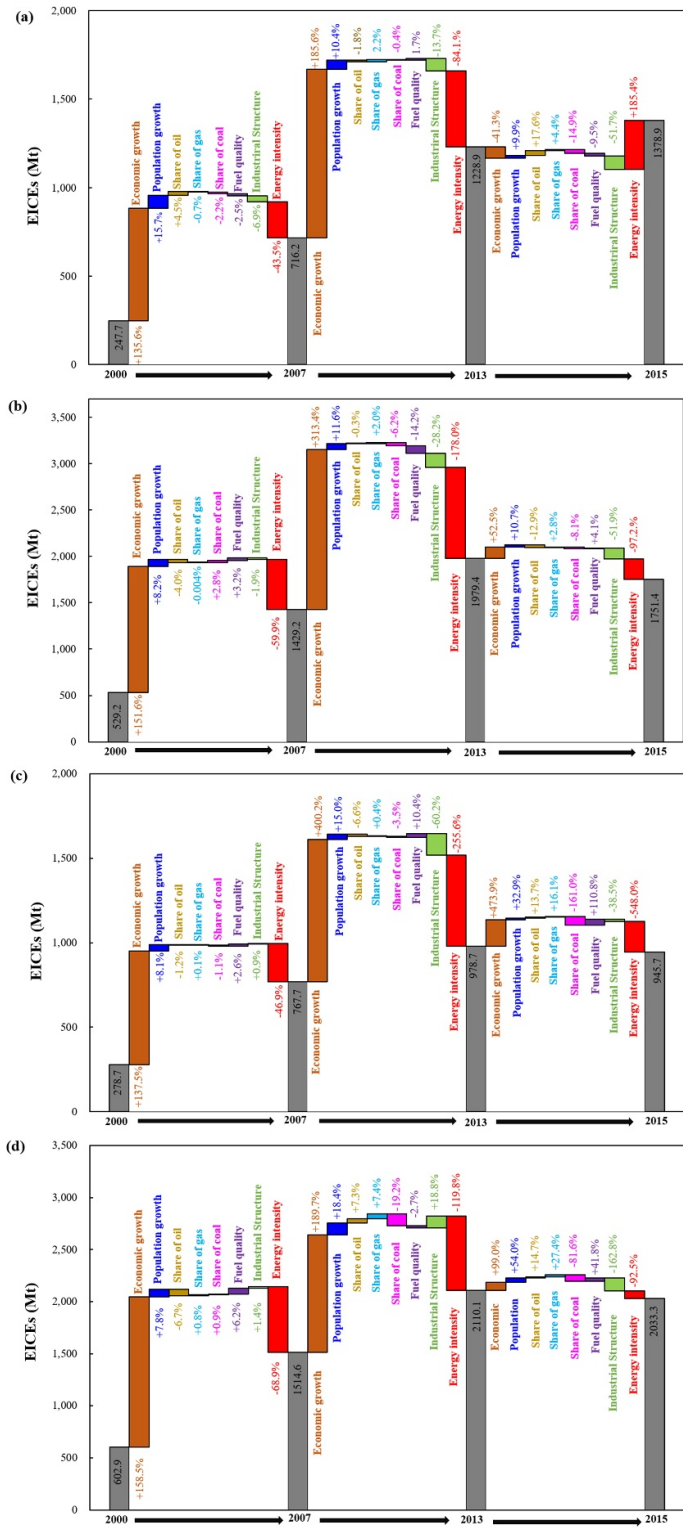 (a)
EICEs (Mt)
2,000
1,500
1,000
500
0
247.7
+135.6%
Economic growth
Population growth
+15.7%
Share of oil
+4.5%
Share of gas
-0.7%
Share of coal
-2.2%
Fuel quality
-2.5%
Industriral Structure
-6.9%
Energy intensity
-43.5%
716.2
Economic growth
+185.6%
+10.4%
Population growth
-1.8%
Share of oil
2.2%
Share of gas
-0.4%
Share of coal
1.7%
Fuel quality
-13.7%
Industrial Structure
-84.1%
Energy intensity
1228.9
-41.3%
Economic growth
+9.9%
Population growth
+17.6%
Share of oil
+4.4%
Share of gas
-14.9%
Share of coal
-9.5%
Fuel quality
-51.7%
Industrial Structure
+185.4%
Energy intensity
1378.9
2000
2007
2013
2015
(b)
EICEs (Mt)
3,500
3,000
2,500
2,000
1,500
1,000
500
0
529.2
+151.6%
Economic growth
Population growth
+8.2%
Share of oil
-4.0%
Share of gas
-0.004%
Share of coal
+2.8%
Fuel quality
+3.2%
Industrial Structure
-1.9%
Energy intensity
-59.9%
1429.2
Economic growth
+313.4%
+11.6%
Population growth
-0.3%
Share of oil
+2.0%
Share of gas
-6.2%
Share of coal
-14.2%
Fuel quality
-28.2%
Industrial Structure
-178.0%
Energy intensity
1979.4
+52.5%
Economic growth
+10.7%
Population growth
-12.9%
Share of oil
+2.8%
Share of gas
-8.1%
Share of coal
+4.1%
Fuel quality
-51.9%
Industrial Structure
-97.2.%
Energy intensity
1751.4
2000
2007
2013
2015
(c)
EICEs (Mt)
2,000
1,500
1,000
500
0
278.7
+137.5%
Economic growth
Population growth
+8.1%
Share of oil
-1.2%
Share of gas
+0.1%
Share of coal
-1.1%
Fuel quality
+2.6%
Industrial Structure
+0.9%
Energy intensity
-46.9%
767.7
Economic growth
+400.2%
+15.0%
Population growth
-6.6%
Share of oil
+0.4%
Share of gas
-3.5%
Share of coal
+10.4%
Fuel quality
-60.2%
Industrial Structure
-255.6%
Energy intensity
978.7
+473.9%
Economic growth
+32.9%
Population growth
+13.7%
Share of oil
+16.1%
Share of gas
-161.0%
Share of coal
+110.8%
Fuel quality
-38.5%
Industrial Structure
-548.0%
Energy intensity
945.7
2000
2007
2013
2015
(d)
EICEs (Mt)
3,500
3,000
2,500
2,000
1,500
1,000
500
0
602.9
+158.5%
Economic growth
Population growth
+7.8%
Share of oil
-6.7%
Share of gas
+0.8%
Share of coal
+0.9%
Fuel quality
+6.2%
Industrial Structure
+1.4%
Energy intensity
-68.9%
1514.6
Economic growth
+189.7%
+18.4%
Population growth
+7.3%
Share of oil
+7.4%
Share of gas
-19.2%
Share of coal
-2.7%
Fuel quality
+18.8%
Industrial Structure
-119.8%
Energy intensity
2110.1
+99.0%
Economic
+54.0%
Population
+14.7%
Share of oil
+27.4%
Share of gas
-81.6%
Share of coal
-41.8%
Fuel quality
-162.8%
Industrial Structure
-92.5%
Energy intensity
2033.3
2000
2007
2013
2015